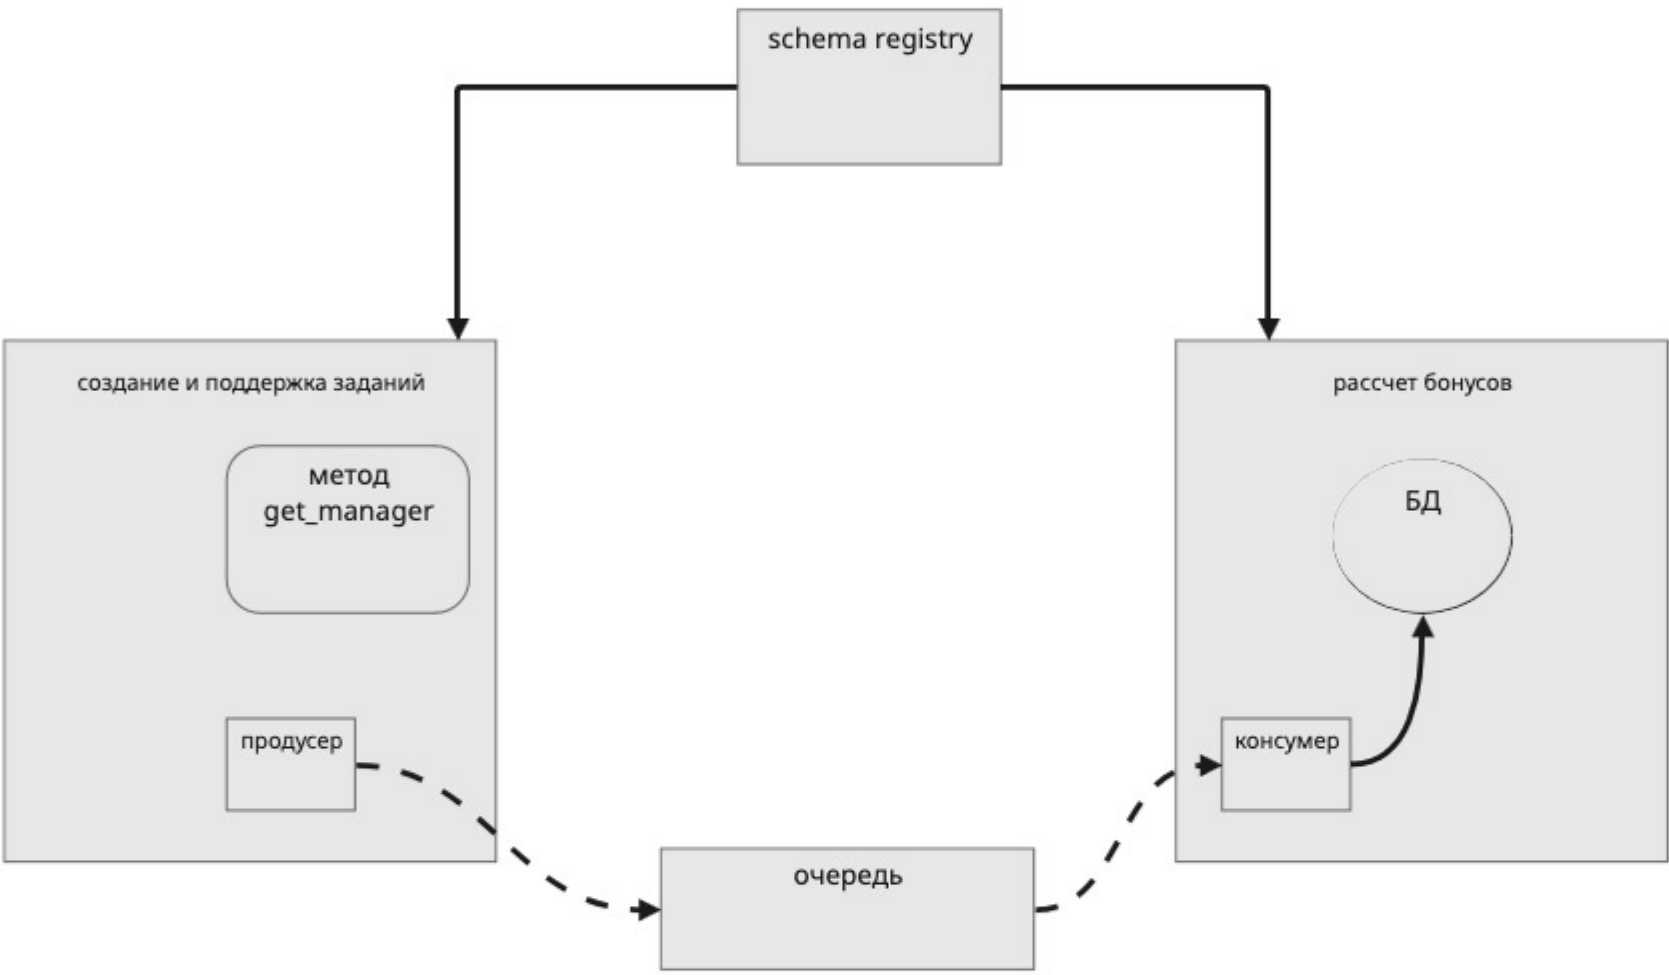 schema registry
создание и поддержка заданий
рассчет бонусов
метод
get_manager
БД
продусер
консумер
очередь